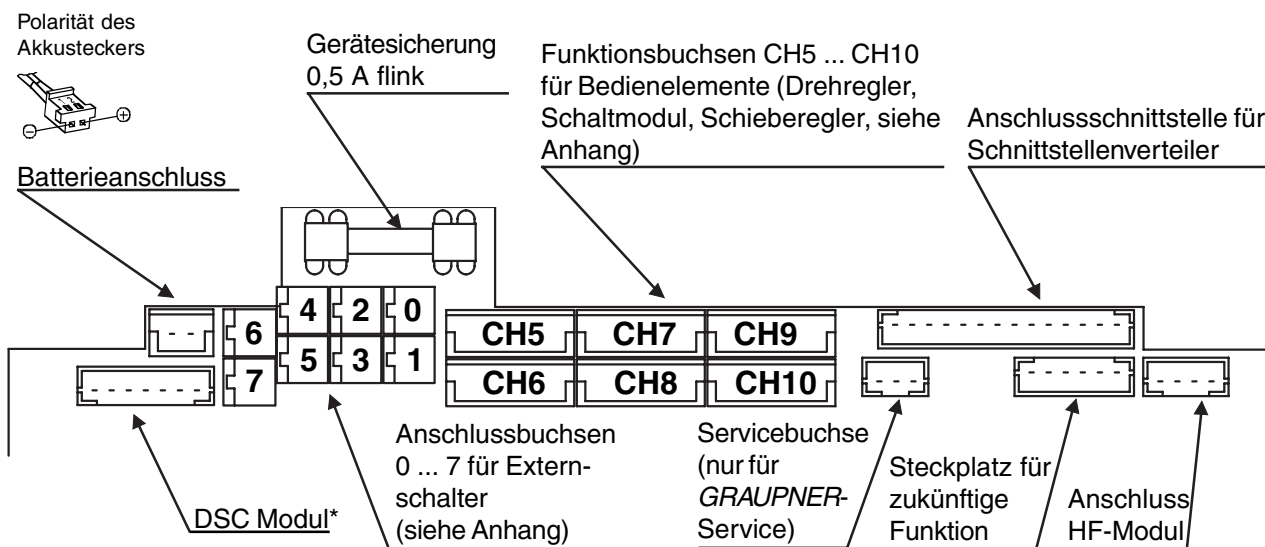 Polarität des
Akkusteckers
Gerätesicherung
0,5 A flink
Funktionsbuchsen CH5 ... CH10
für Bedienelemente (Drehregler,
Schaltmodul, Schieberegler, siehe
Anhang)
Anschlussschnittstelle für
Schnittstellenverteiler
Batterieanschluss
4 2 0
6
5 3 1
7
CH5 CH7 CH9
CH6 CH8 CH10
Anschlussbuchsen
0 ... 7 für Extern-
schalter
(siehe Anhang)
Servicebuchse
(nur für
GRAUPNER-
Service)
Steckplatz für
zukünftige
Funktion
Anschluss
HF-Modul
DSC Modul*